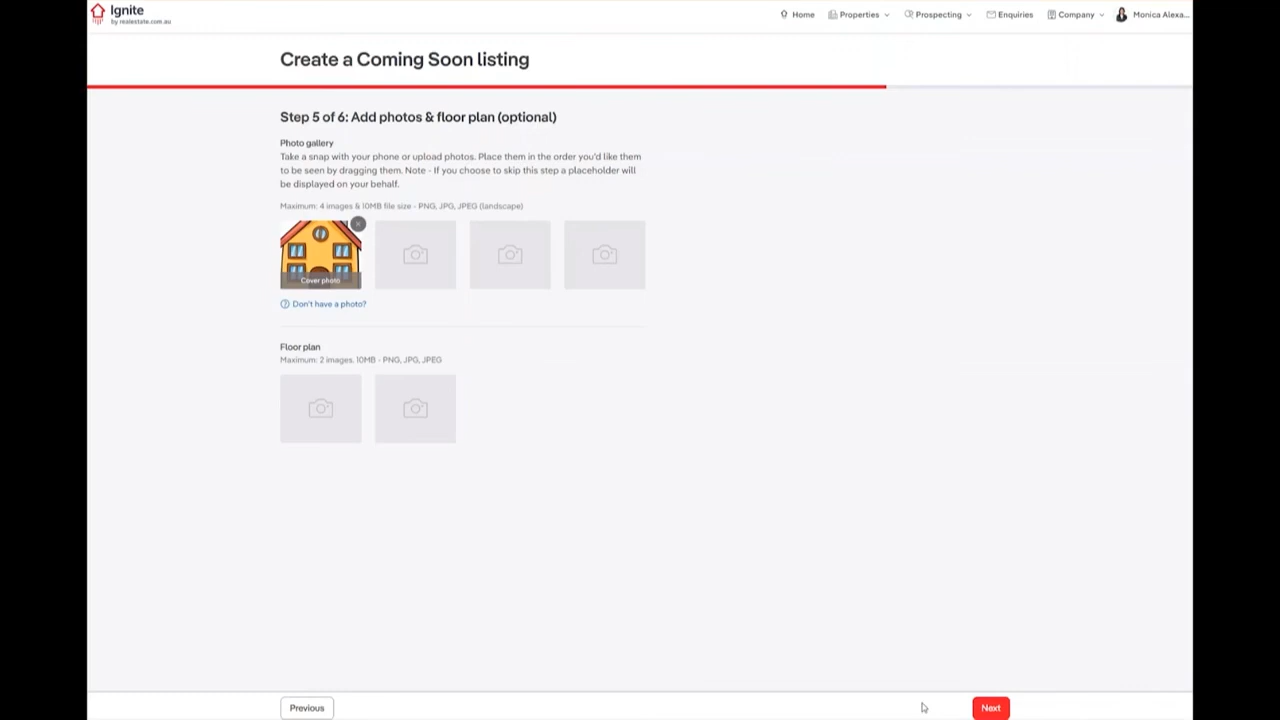 Ignite
by realestate.com.au
Home
Properties
Prospecting
Enquiries
Company
Monica Alexa...
Create a Coming Soon listing
Step 5 of 6: Add photos & floor plan (optional)
Photo gallery
Take a snap with your phone or upload photos. Place them in the order you'd like them
to be seen by dragging them. Note - If you choose to skip this step a placeholder will
be displayed on your behalf.
Maximum: 4 images & 10MB file size - PNG, JPG, JPEG (landscape)
Cover photo
Don't have a photo?
Floor plan
Maximum: 2 images, 10MB - PNG, JPG, JPEG
Previous
Next